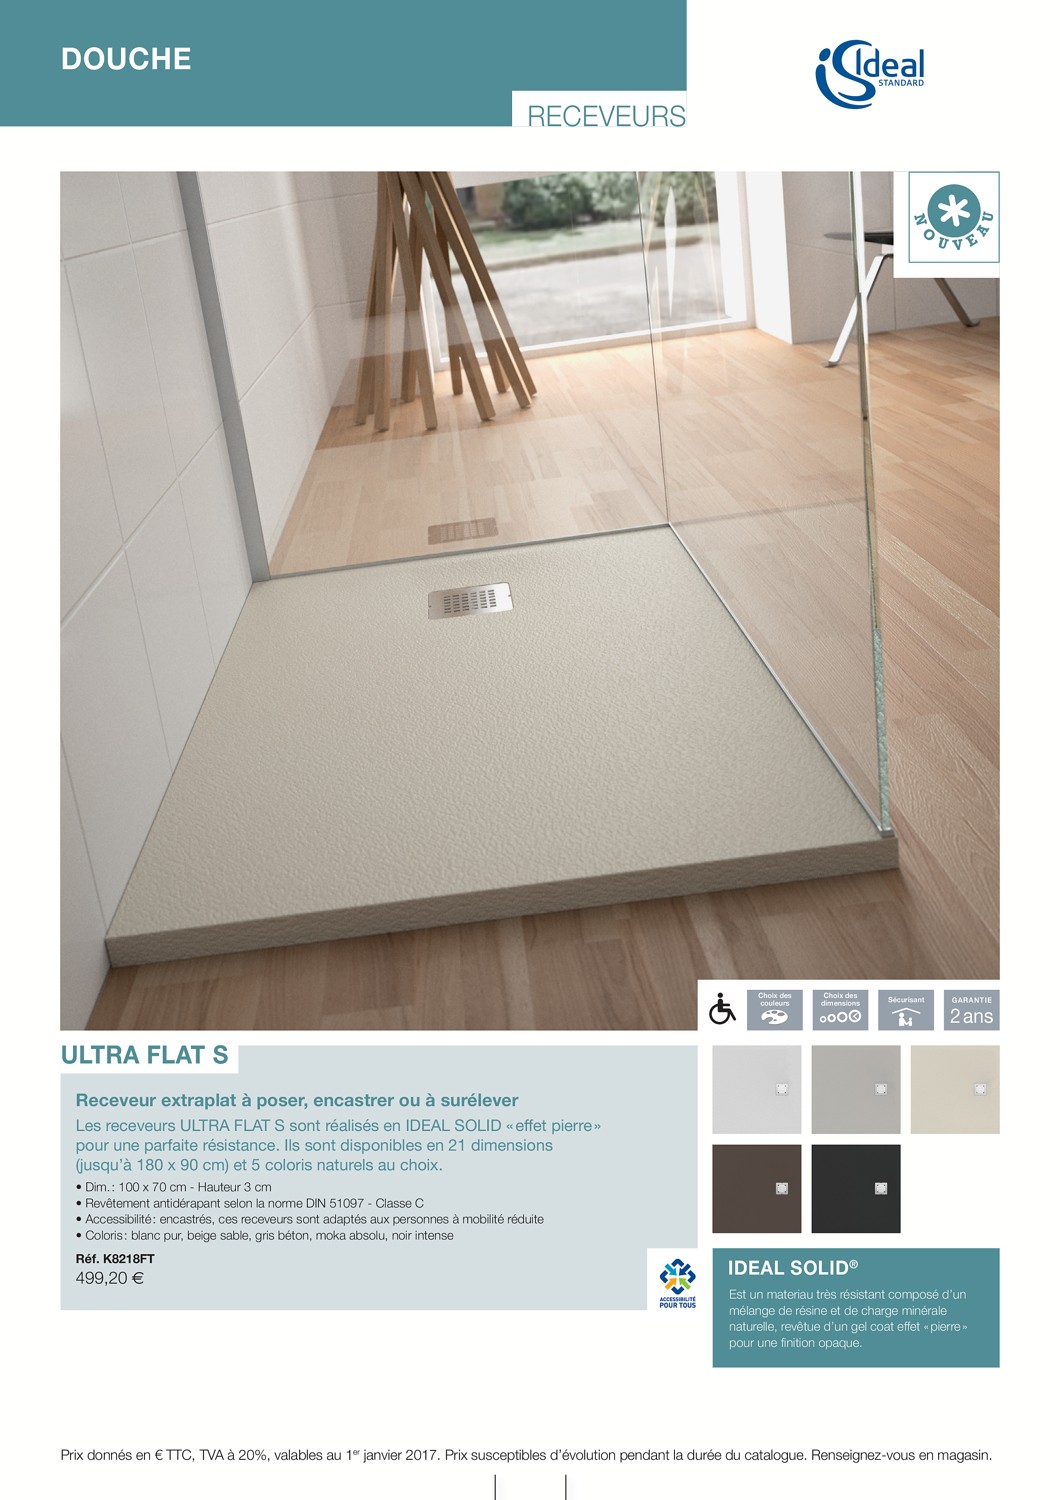 DOUCHE
RECEVEURS
Ideal
STANDARD
NOUVEAU
Choix des
couleurs
Choix des
dimensions
Sécurisant
GARANTIE
2 ans
ULTRA FLAT S
Receveur extraplat à poser, encastrer ou à surélever
Les receveurs ULTRA FLAT S sont réalisés en IDEAL SOLID «effet pierre»
pour une parfaite résistance. Ils sont disponibles en 21 dimensions
(jusqu'à 180 x 90 cm) et 5 coloris naturels au choix.
• Dim.: 100 x 70 cm - Hauteur 3 cm
• Revêtement antidérapant selon la norme DIN 51097 - Classe C
• Accessibilité: encastrés, ces receveurs sont adaptés aux personnes à mobilité réduite
• Coloris: blanc pur, beige sable, gris béton, moka absolu, noir intense
Réf. K8218FT
499,20 €
ACCESSIBILITÉ
POUR TOUS
IDEAL SOLID®
Est un materiau très résistant composé d'un
mélange de résine et de charge minérale
naturelle, revêtue d'un gel coat effet «pierre»
pour une finition opaque.
Prix donnés en € TTC, TVA à 20%, valables au 1er janvier 2017. Prix susceptibles d'évolution pendant la durée du catalogue. Renseignez-vous en magasin.